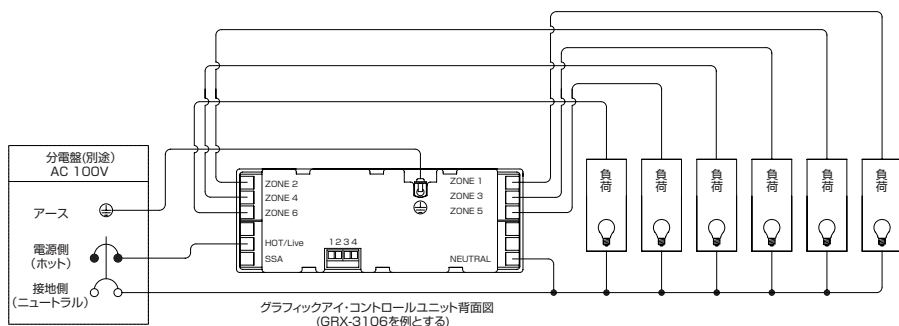 分電盤(別途)
AC 100V
アース
電源側
(ホット)
接地側
(ニュートラル)
ZONE 2
ZONE 4
ZONE 6
HOT/Live
SSA
1 2 3 4
ZONE 1
ZONE 3
ZONE 5
NEUTRAL
負荷
負荷
負荷
負荷
負荷
負荷
グラフィックアイ・コントロールユニット背面図
(GRX-3106を例とする)